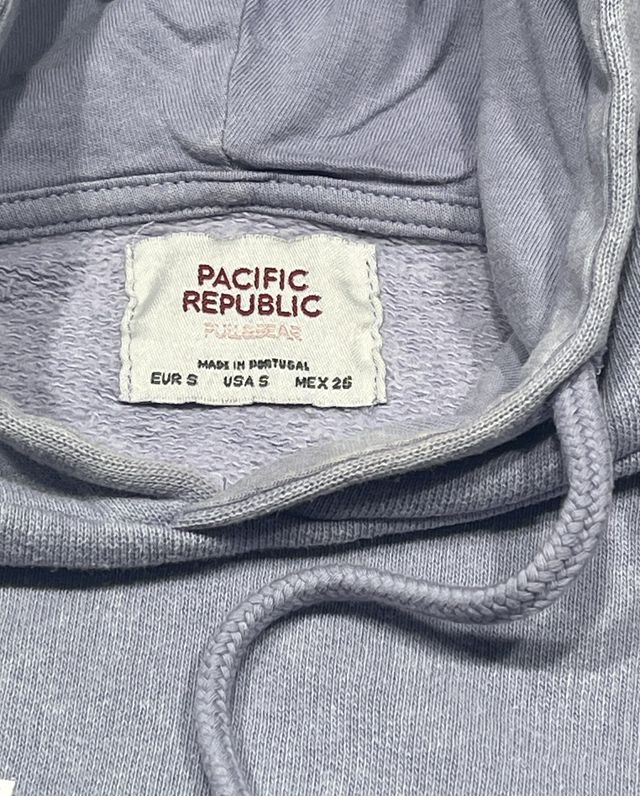 PACIFIC
REPUBLIC
PULL&BEAR
MADE IN PORTUGAL
EUR S USA S MEX 26